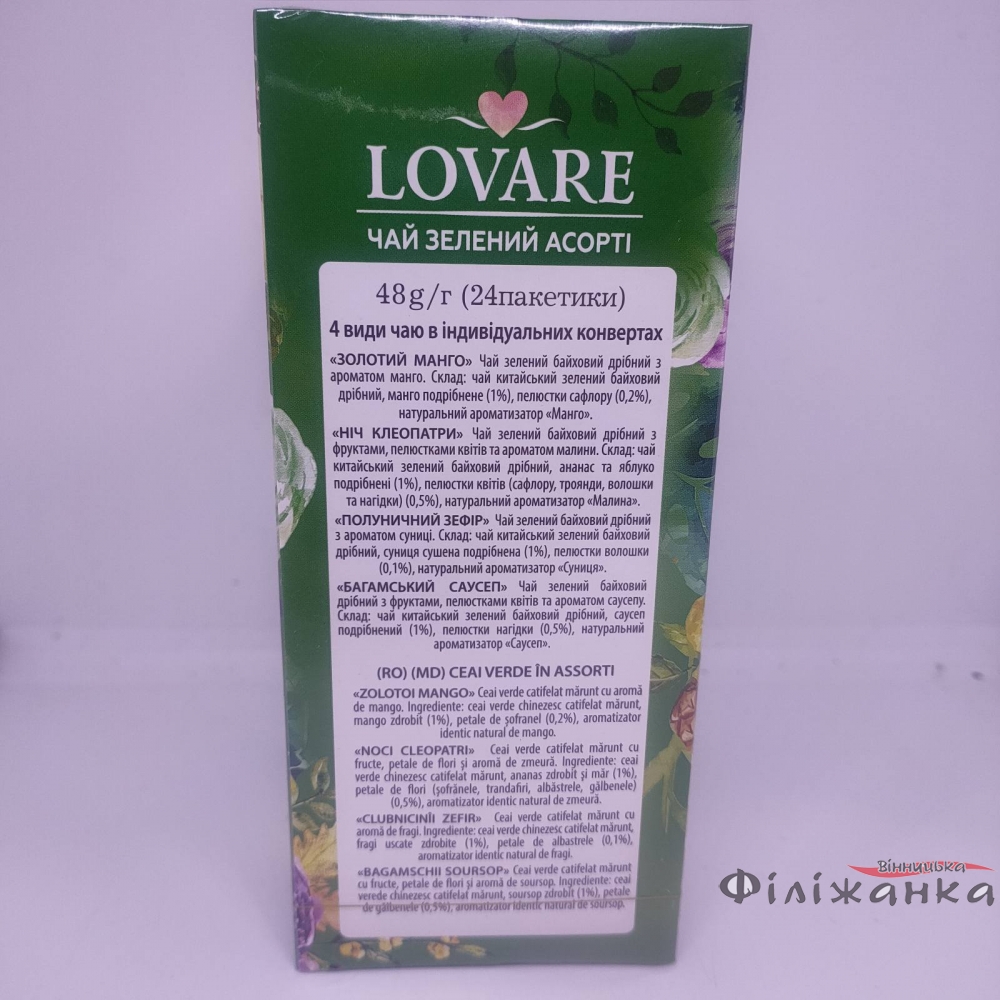 LOVARE
ЧАЙ ЗЕЛЕНИЙ АСОРТІ
48g/г (24пакетики)
4 види чаю в індивідуальних конвертах
«ЗОЛОТИЙ МАНГО» Чай зелений байховий дрібний з
ароматом манго. Склад: чай китайський зелений байховий
дрібний, манго подрібнене (1%), пелюстки сафлору (0,2%),
натуральний ароматизатор «Манго».
«НІЧ КЛЕОПАТРИ» Чай зелений байховий дрібний з
фруктами, пелюстками квітів та ароматом малини. Склад: чай
китайський зелений байховий дрібний, ананас та яблуко
подрібнені (1%), пелюстки квітів (сафлору, троянди, волошки
та нагідки) (0,5%), натуральний ароматизатор «Малина».
«ПОЛУНИЧНИЙ ЗЕФІР» Чай зелений байховий дрібний
з ароматом суниці. Склад: чай китайський зелений байховий
дрібний, суниця сушена подрібнена (1%), пелюстки волошки
(0,1%), натуральний ароматизатор «Суниця».
«БАГАМСЬКИЙ САУСЕП» Чай зелений байховий
дрібний з фруктами, пелюстками квітів та ароматом саусепу.
Склад: чай китайський зелений байховий дрібний, саусеп
подрібнений (1%), пелюстки нагідки (0,5%), натуральний
ароматизатор «Саусеп».
(RO) (MD) CEAI VERDE ÎN ASSORTI
«ZOLOTOI MANGO» Ceai verde catifelat mărunt cu aromă
de mango. Ingrediente: ceai verde chinezesc catifelat mărunt,
mango zdrobit (1%), petale de șofranel (0,2%), aromatizator
identic natural de mango.
«NOCI CLEOPATRI» Ceai verde catifelat mărunt cu
fructe, petale de flori și aromă de zmeură. Ingrediente: ceai
verde chinezesc catifelat mărunt, ananas zdrobit și măr (1%),
petale de flori (șofrănele, trandafiri, albăstrele, gălbenele)
(0,5%), aromatizator identic natural de zmeură.
«CLUBNICINÎI ZEFIR» Ceai verde catifelat mărunt cu
aromă de fragi. Ingrediente: ceai verde chinezesc catifelat mărunt,
fragi uscate zdrobite (1%), petale de albastrele (0,1%),
aromatizator identic natural de fragi.
«BAGAMSCHII SOURSOP» Ceai verde catifelat mărunt
cu fructe, petale de flori și aromă de soursop. Ingrediente: ceai
verde chinezesc catifelat mărunt, soursop zdrobit (1%), petale
de gălbenele (0,5%), aromatizator identic natural de soursop.
Вінницька
Філіжанка